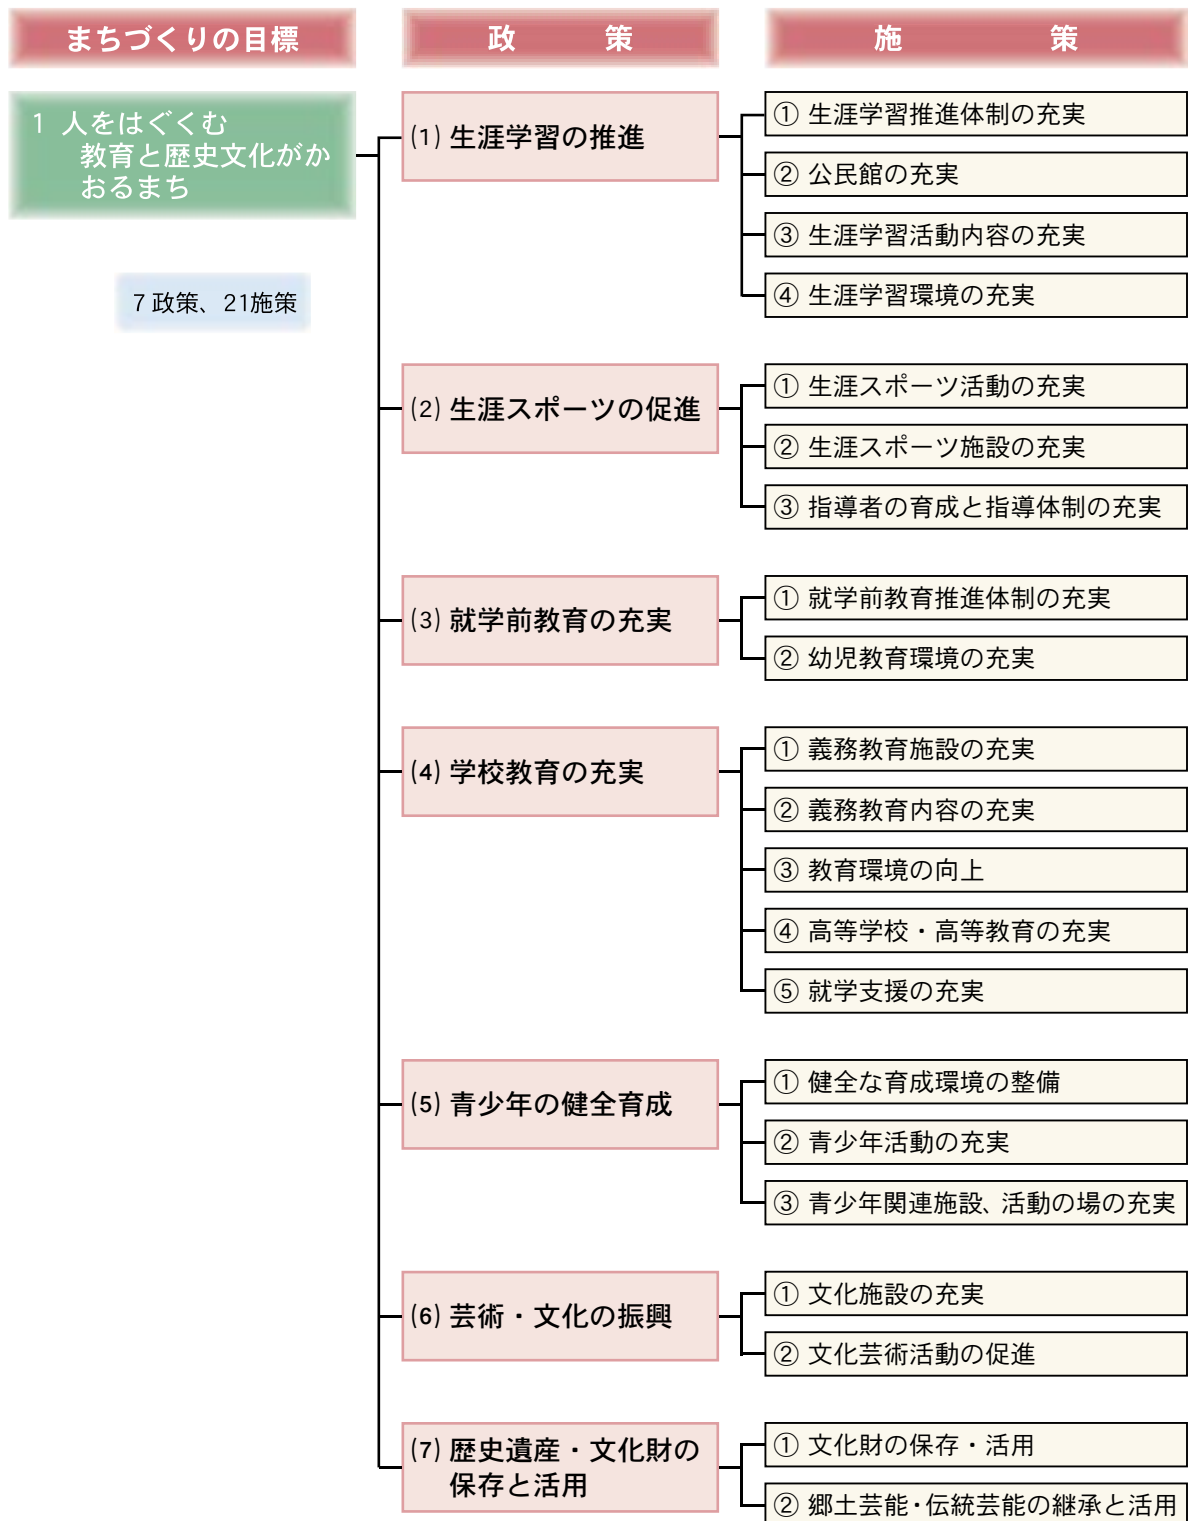 まちづくりの目標
政　　　策
施　　　　　策
1 人をはぐくむ
教育と歴史文化がか
おるまち
7政策、21施策
(1) 生涯学習の推進
① 生涯学習推進体制の充実
② 公民館の充実
③ 生涯学習活動内容の充実
④ 生涯学習環境の充実
(2) 生涯スポーツの促進
① 生涯スポーツ活動の充実
② 生涯スポーツ施設の充実
③ 指導者の育成と指導体制の充実
(3) 就学前教育の充実
① 就学前教育推進体制の充実
② 幼児教育環境の充実
(4) 学校教育の充実
① 義務教育施設の充実
② 義務教育内容の充実
③ 教育環境の向上
④ 高等学校・高等教育の充実
⑤ 就学支援の充実
(5) 青少年の健全育成
① 健全な育成環境の整備
② 青少年活動の充実
③ 青少年関連施設、活動の場の充実
(6) 芸術・文化の振興
① 文化施設の充実
② 文化芸術活動の促進
(7) 歴史遺産・文化財の
保存と活用
① 文化財の保存・活用
② 郷土芸能・伝統芸能の継承と活用